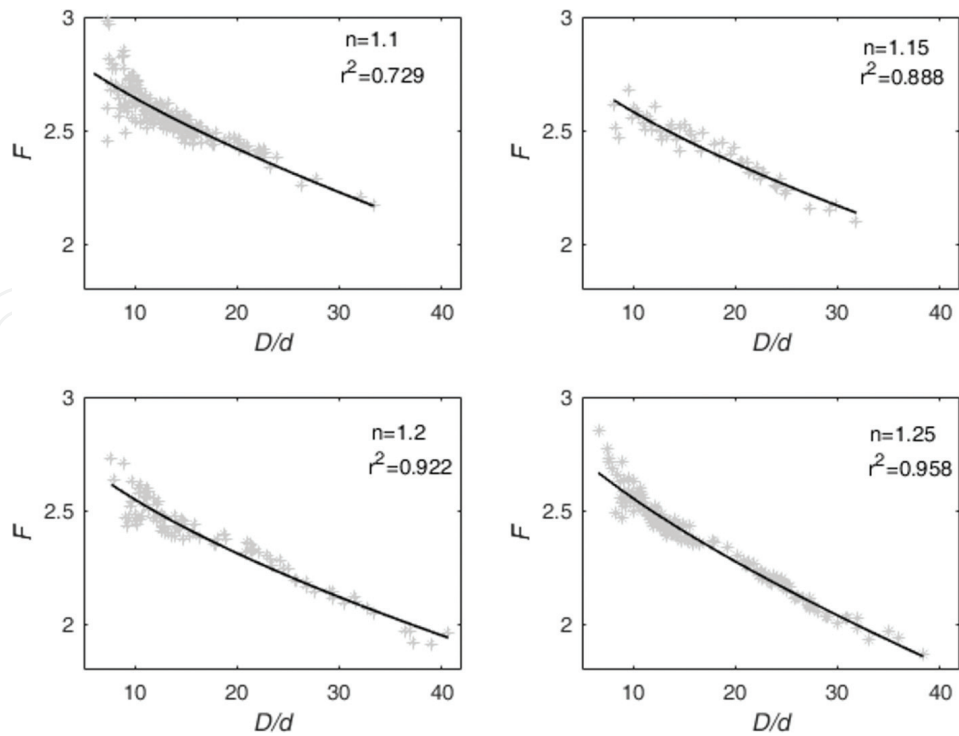 3
n=1.1
r²=0.729
2.5
F
2
10 20 30 40
D/d
3
n=1.15
r²=0.888
2.5
F
2
10 20 30 40
D/d
3
n=1.2
r²=0.922
2.5
F
2
10 20 30 40
D/d
3
n=1.25
r²=0.958
2.5
F
2
10 20 30 40
D/d